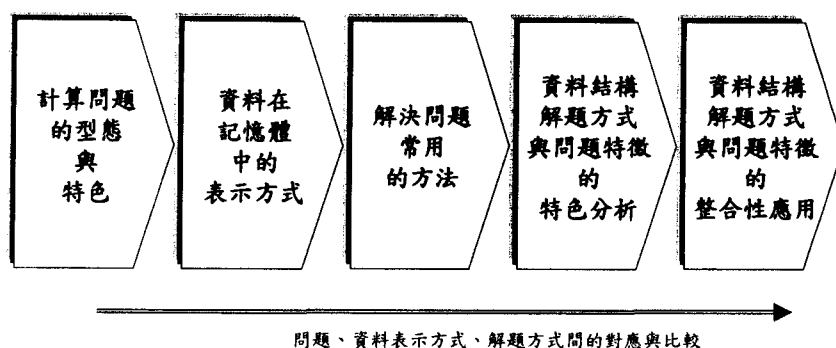 計算問題
的型態
與
特色
資料在
記憶體
中的
表示方式
解決問題
常用
的方法
資料結構
解題方式
與問題特徵
的
特色分析
資料結構
解題方式
與問題特徵
的
整合性應用
問題、資料表示方式、解題方式間的對應與比較